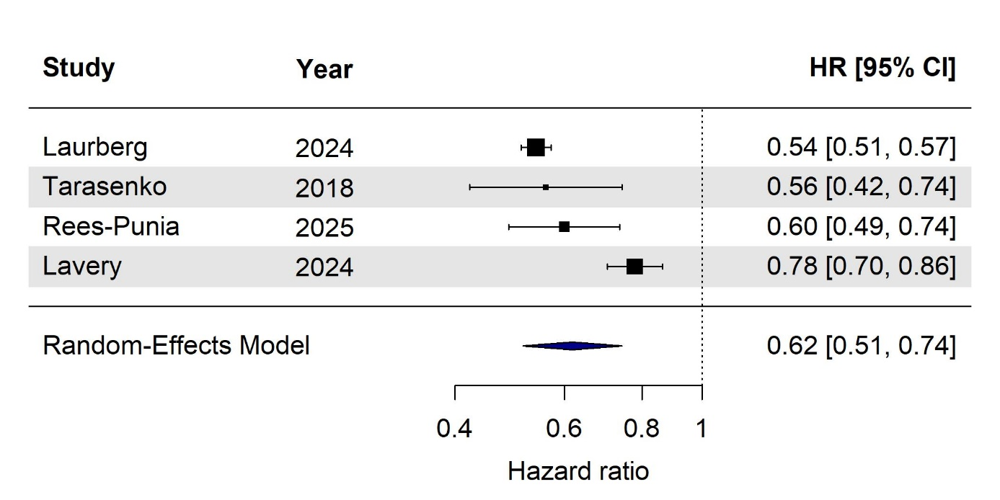 Study Year HR [95% CI]
Laurberg 2024 0.54 [0.51, 0.57]
Tarasenko 2018 0.56 [0.42, 0.74]
Rees-Punia 2025 0.60 [0.49, 0.74]
Lavery 2024 0.78 [0.70, 0.86]
Random-Effects Model 0.62 [0.51, 0.74]
0.4 0.6 0.8 1
Hazard ratio